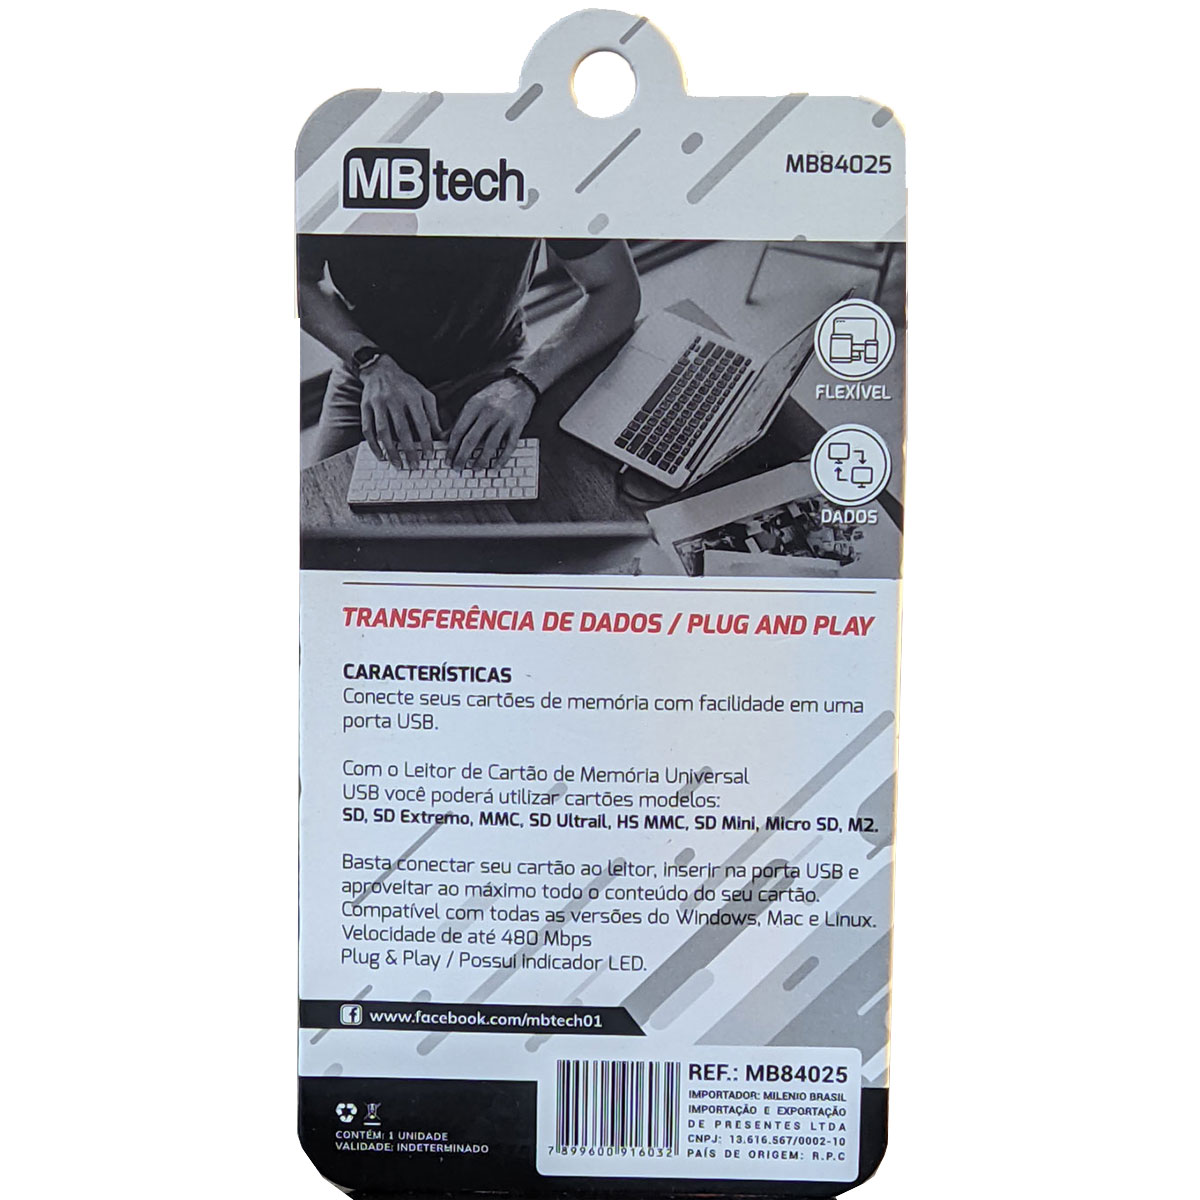 MBtech
MB84025
FLEXÍVEL
DADOS
TRANSFERÊNCIA DE DADOS / PLUG AND PLAY
CARACTERÍSTICAS
Conecte seus cartões de memória com facilidade em uma
porta USB.
Com o Leitor de Cartão de Memória Universal
USB você poderá utilizar cartões modelos:
SD, SD Extremo, MMC, SD Ultrail, HS MMC, SD Mini, Micro SD, M2.
Basta conectar seu cartão ao leitor, inserir na porta USB e
aproveitar ao máximo todo o conteúdo do seu cartão.
Compatível com todas as versões do Windows, Mac e Linux.
Velocidade de até 480 Mbps
Plug & Play / Possui Indicador LED.
www.facebook.com/mbtech01
CONTÉM: 1 UNIDADE
VALIDADE: INDETERMINADO
7 899600 916032
REF.: MB84025
IMPORTADOR: MILENIO BRASIL
IMPORTAÇÃO E EXPORTAÇÃO
DE PRESENTES LTDA
CNPJ: 13.616.567/0002-10
PAÍS DE ORIGEM: R.P.C